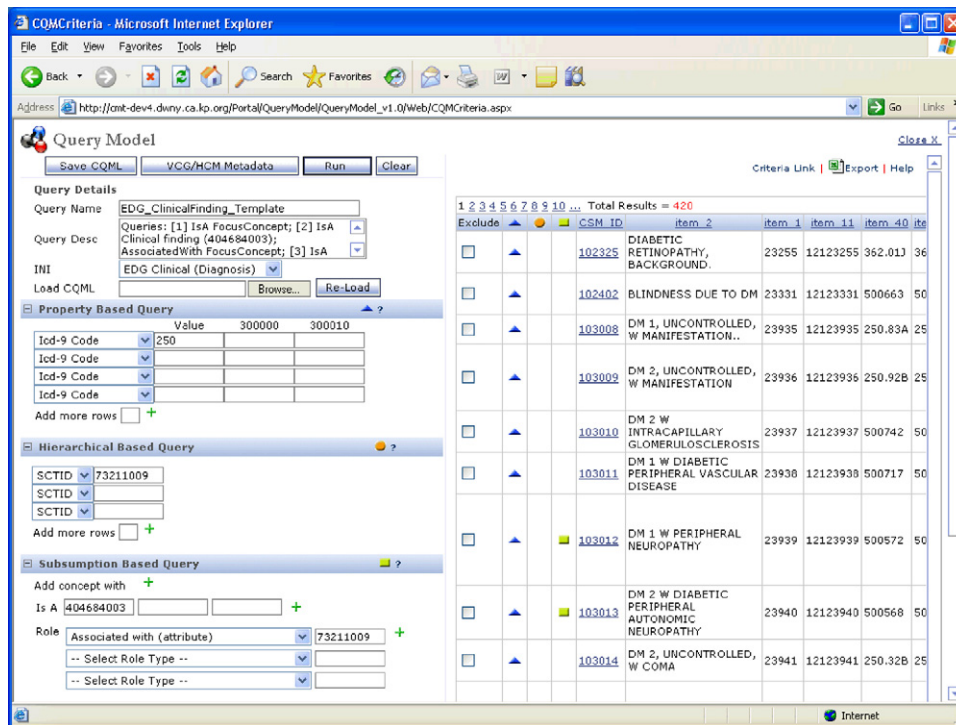 CQMCriteria - Microsoft Internet Explorer
File Edit View Favorites Tools Help
Back Search Favorites
Address http://cmt-dev4.dwny.ca.kp.org/Portal/QueryModel/QueryModel_v1.0/Web/CQMCriteria.aspx Go Links
Query Model Close X
Save CQML VCG/HCM Metadata Run Clear
Criteria Link | Export | Help
Query Details
Query Name EDG_ClinicalFinding_Template
Query Desc Queries: [1] IsA FocusConcept; [2] IsA
Clinical finding (404684003);
AssociatedWith FocusConcept; [3] IsA
INI EDG Clinical (Diagnosis)
Load CQML Browse... Re-Load
Property Based Query ?
Value 300000 300010
Icd-9 Code 250
Icd-9 Code
Icd-9 Code
Icd-9 Code
Add more rows +
Hierarchical Based Query ?
SCTID 73211009
SCTID
SCTID
Add more rows +
Subsumption Based Query ?
Add concept with +
Is A 404684003 +
Role Associated with (attribute) 73211009 +
-- Select Role Type --
-- Select Role Type --
1 2 3 4 5 6 7 8 9 10 ... Total Results = 420
Exclude CSM_ID item_2 item_1 item_11 item_40 ite
102325 DIABETIC
RETINOPATHY,
BACKGROUND. 23255 12123255 362.01J 36
102402 BLINDNESS DUE TO DM 23331 12123331 500663 50
103008 DM 1, UNCONTROLLED,
W MANIFESTATION.. 23935 12123935 250.83A 25
103009 DM 2, UNCONTROLLED,
W MANIFESTATION 23936 12123936 250.92B 25
103010 DM 2 W
INTRACAPILLARY
GLOMERULOSCLEROSIS 23937 12123937 500742 50
103011 DM 1 W DIABETIC
PERIPHERAL VASCULAR
DISEASE 23938 12123938 500717 50
103012 DM 1 W PERIPHERAL
NEUROPATHY 23939 12123939 500572 50
103013 DM 2 W DIABETIC
PERIPHERAL
AUTONOMIC
NEUROPATHY 23940 12123940 500568 50
103014 DM 2, UNCONTROLLED,
W COMA 23941 12123941 250.32B 25
Internet